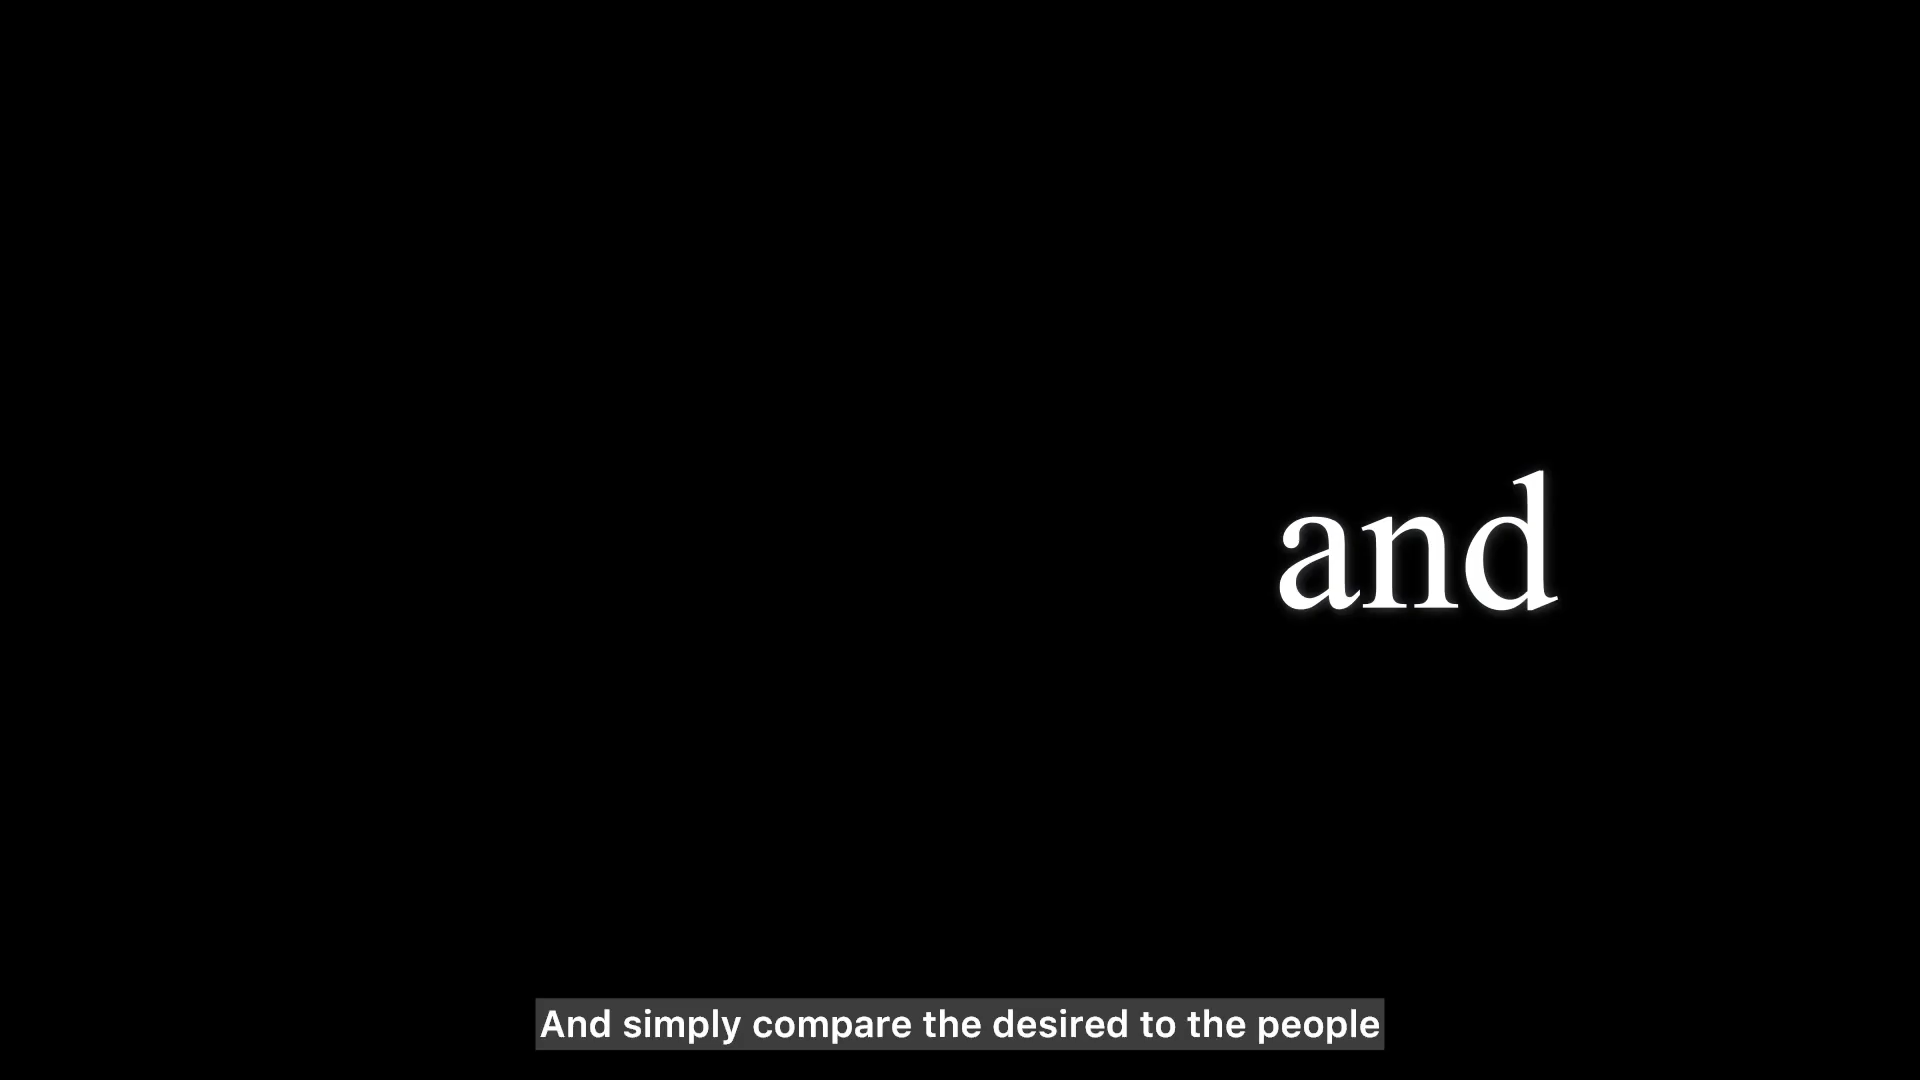 and
And simply compare the desired to the people